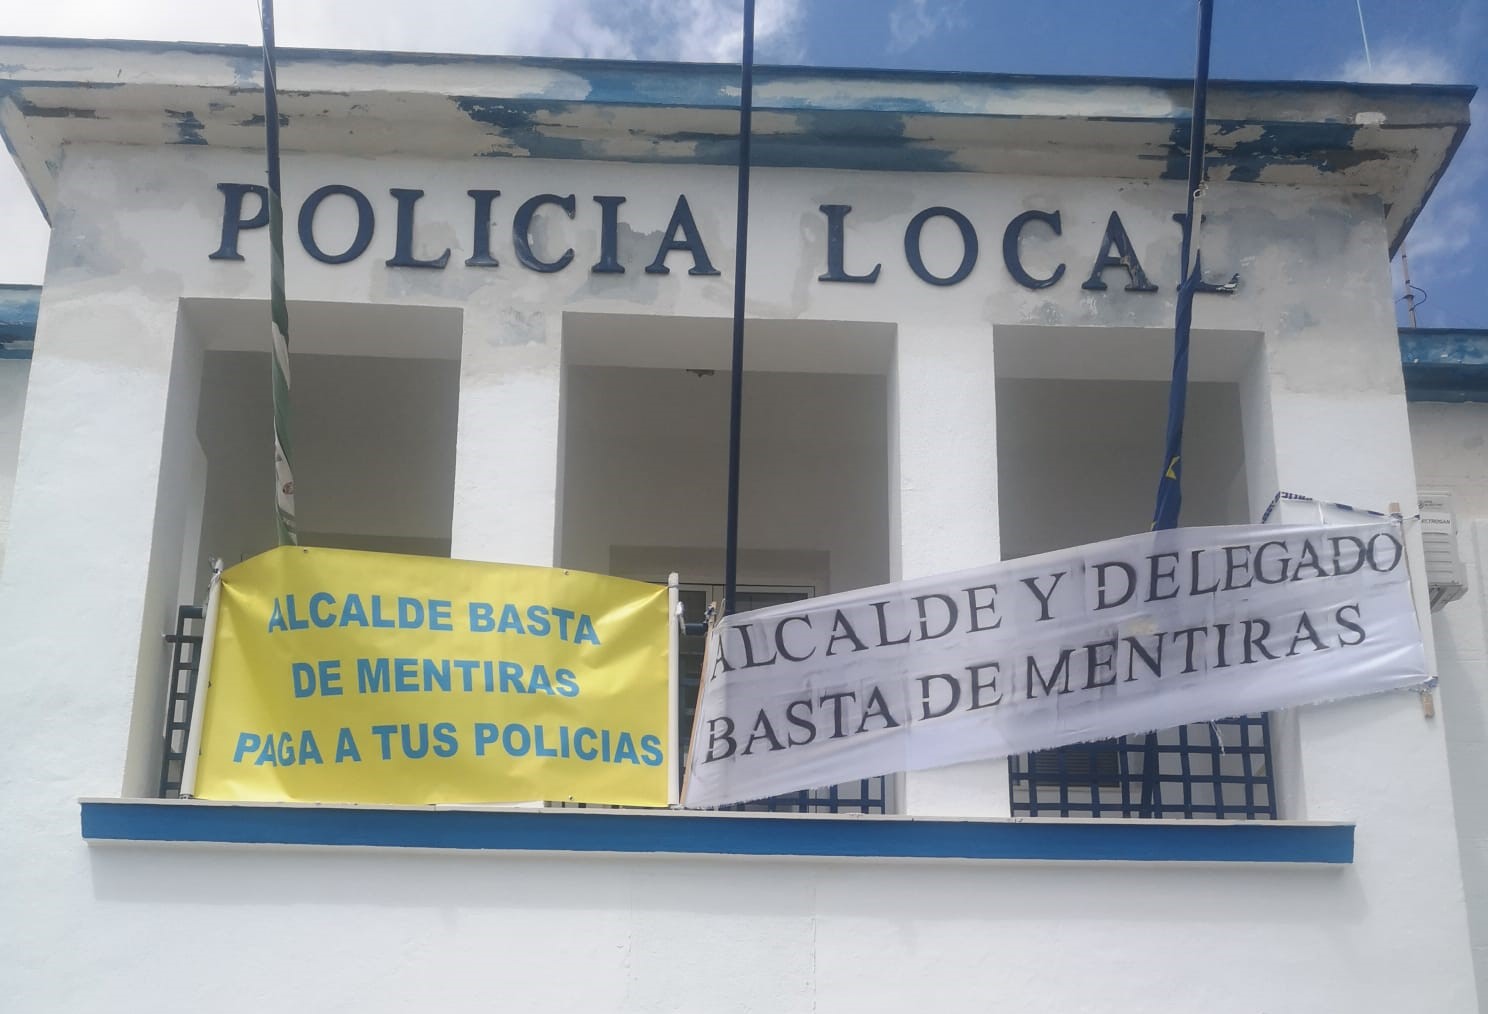 POLICIA LOCAL
ALCALDE BASTA
DE MENTIRAS
PAGA A TUS POLICIAS
ALCALDE Y DELEGADO
BASTA DE MENTIRAS